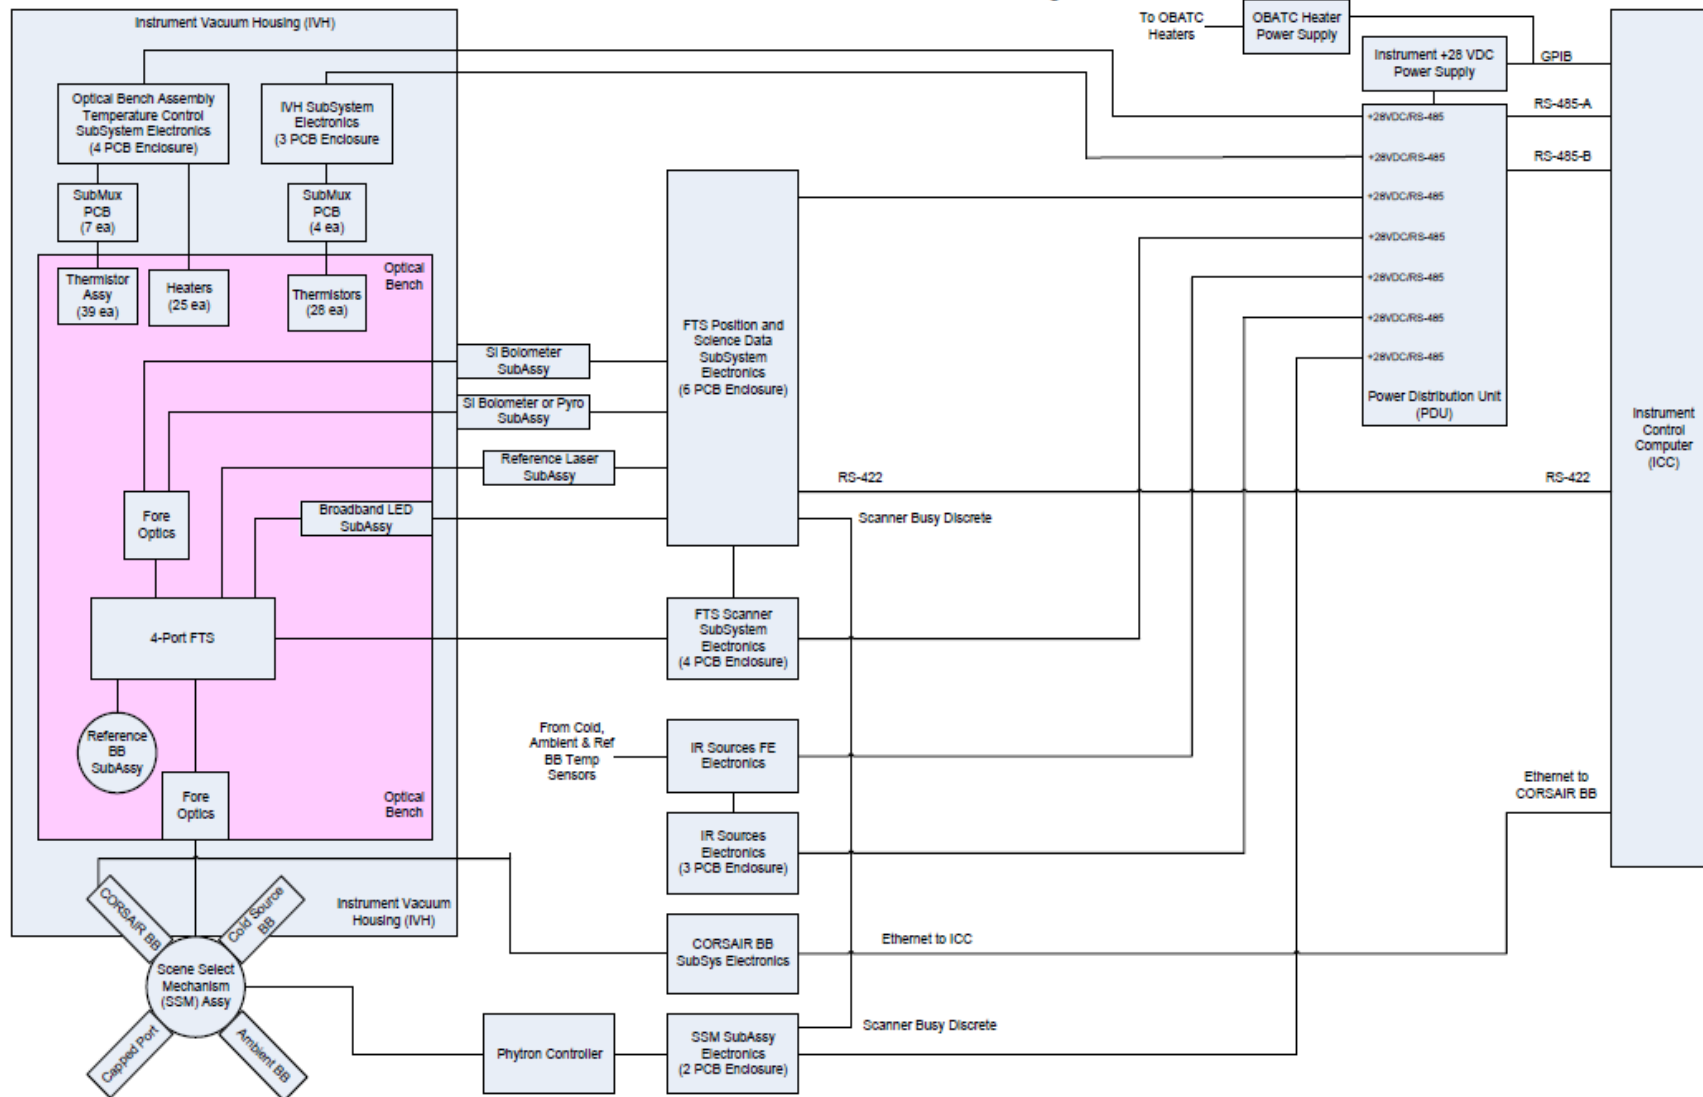 Instrument Vacuum Housing (IVH)
To OBATC
Heaters
OBATC Heater
Power Supply
Instrument +28 VDC
Power Supply
GPIB
RS-485-A
RS-485-B
Optical Bench Assembly
Temperature Control
SubSystem Electronics
(4 PCB Enclosure)
IVH SubSystem
Electronics
(3 PCB Enclosure
SubMux
PCB
(7 ea)
SubMux
PCB
(4 ea)
Thermistor
Assy
(39 ea)
Heaters
(25 ea)
Thermistors
(28 ea)
Optical
Bench
+28VDC/RS-485
+28VDC/RS-485
+28VDC/RS-485
+28VDC/RS-485
+28VDC/RS-485
+28VDC/RS-485
+28VDC/RS-485
Power Distribution Unit
(PDU)
Instrument
Control
Computer
(ICC)
FTS Position and
Science Data
SubSystem
Electronics
(6 PCB Enclosure)
SI Bolometer
SubAssy
SI Bolometer or Pyro
SubAssy
Reference Laser
SubAssy
Broadband LED
SubAssy
RS-422
RS-422
Scanner Busy Discrete
Fore
Optics
4-Port FTS
FTS Scanner
SubSystem
Electronics
(4 PCB Enclosure)
Reference
BB
SubAssy
From Cold,
Ambient & Ref
BB Temp
Sensors
IR Sources FE
Electronics
Fore
Optics
Optical
Bench
IR Sources
Electronics
(3 PCB Enclosure)
Ethernet to
CORSAIR BB
CORSAIR BB
Cold Source
BB
Instrument Vacuum
Housing (IVH)
CORSAIR BB
SubSys Electronics
Ethernet to ICC
Scene Select
Mechanism
(SSM) Assy
Capped Port
Ambient BB
Phytron Controller
SSM SubAssy
Electronics
(2 PCB Enclosure)
Scanner Busy Discrete